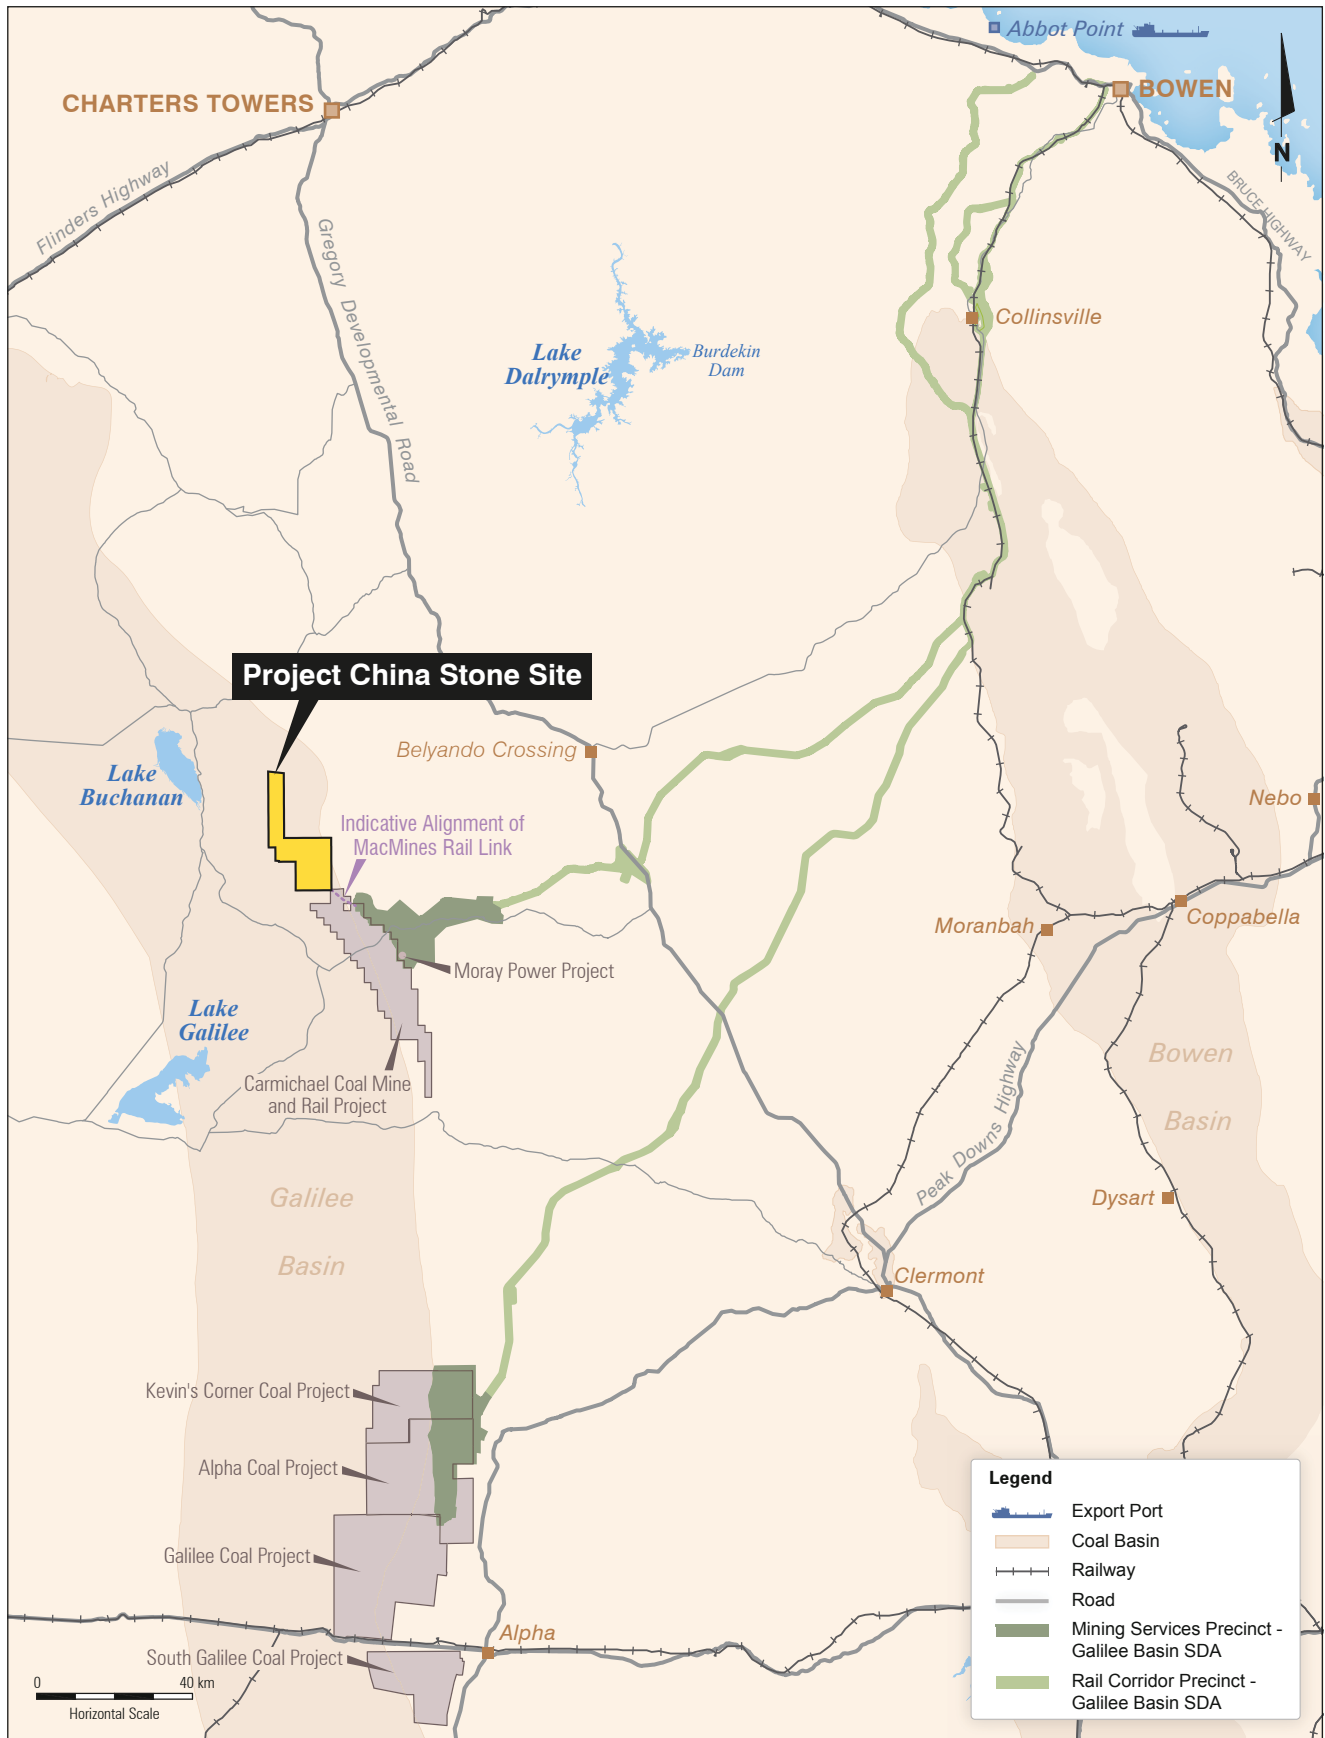 Abbot Point
CHARTERS TOWERS
BOWEN
N
Flinders Highway
BRUCE HIGHWAY
Gregory Developmental Road
Collinsville
Lake
Dalrymple
Burdekin
Dam
Project China Stone Site
Belyando Crossing
Lake
Buchanan
Nebo
Indicative Alignment of
MacMines Rail Link
Coppabella
Moranbah
Moray Power Project
Lake
Galilee
Bowen
Basin
Carmichael Coal Mine
and Rail Project
Peak Downs Highway
Galilee
Basin
Dysart
Clermont
Kevin's Corner Coal Project
Alpha Coal Project
Galilee Coal Project
Alpha
South Galilee Coal Project
0 40 km
Horizontal Scale
Legend
Export Port
Coal Basin
Railway
Road
Mining Services Precinct -
Galilee Basin SDA
Rail Corridor Precinct -
Galilee Basin SDA